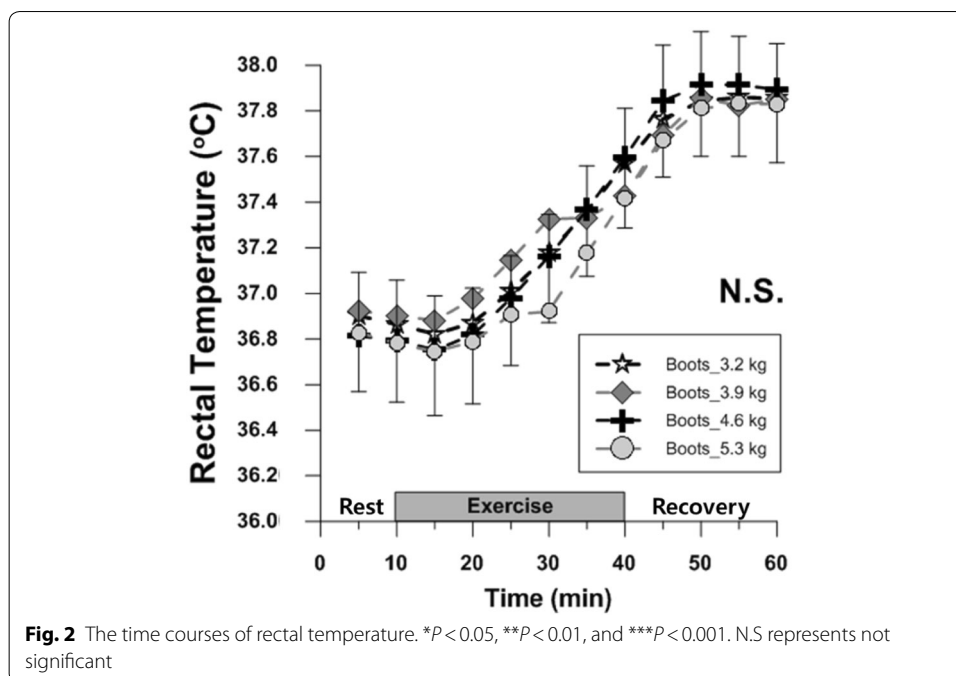 Rectal Temperature (°C)
38.0
37.8
37.6
37.4
37.2
37.0
36.8
36.6
36.4
36.2
36.0
N.S.
Boots_3.2 kg
Boots_3.9 kg
Boots_4.6 kg
Boots_5.3 kg
Rest Exercise Recovery
0 10 20 30 40 50 60
Time (min)
Fig. 2 The time courses of rectal temperature. *P < 0.05, **P < 0.01, and ***P < 0.001. N.S represents not
significant